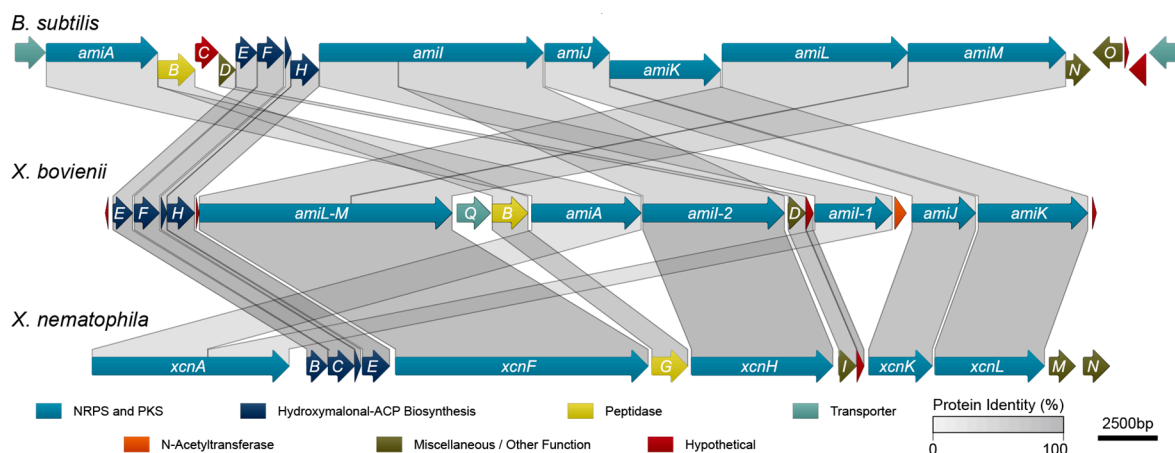 B. subtilis
amiA B C D E F H amiI amiJ amiK amiL amiM N O
X. bovienii
E F H amiL-M Q B amiA amiI-2 D amiI-1 amiJ amiK
X. nematophila
xcnA B C E xcnF G xcnH I xcnK xcnL M N
NRPS and PKS Hydroxymalonal-ACP Biosynthesis Peptidase Transporter
N-Acetyltransferase Miscellaneous / Other Function Hypothetical
Protein Identity (%)
0 100
2500bp